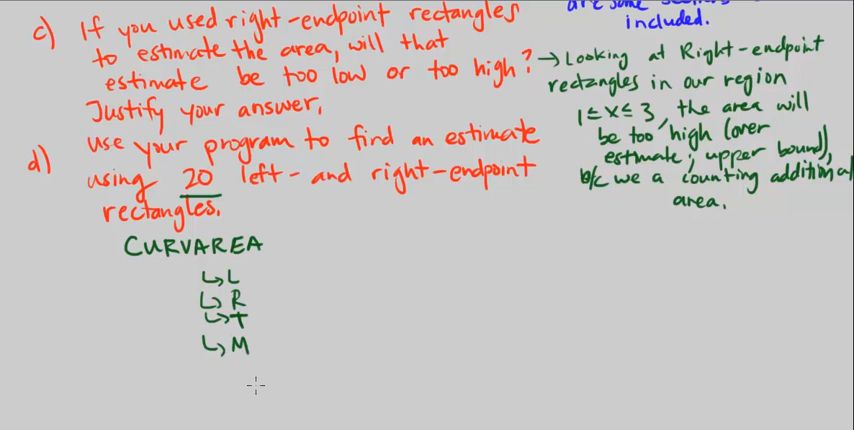 c) If you used right-endpoint rectangles
to estimate the area, will that
estimate be too low or too high?
Justify your answer.
d) use your program to find an estimate
using 20 left- and right-endpoint
rectangles.
CURVAREA
↳ L
↳ R
↳ T
↳ M
included.
→ Looking at Right-endpoint
rectangles in our region
1≤x≤3, the area will
be too high (over
estimate; upper bound),
b/c we a counting additional
area.